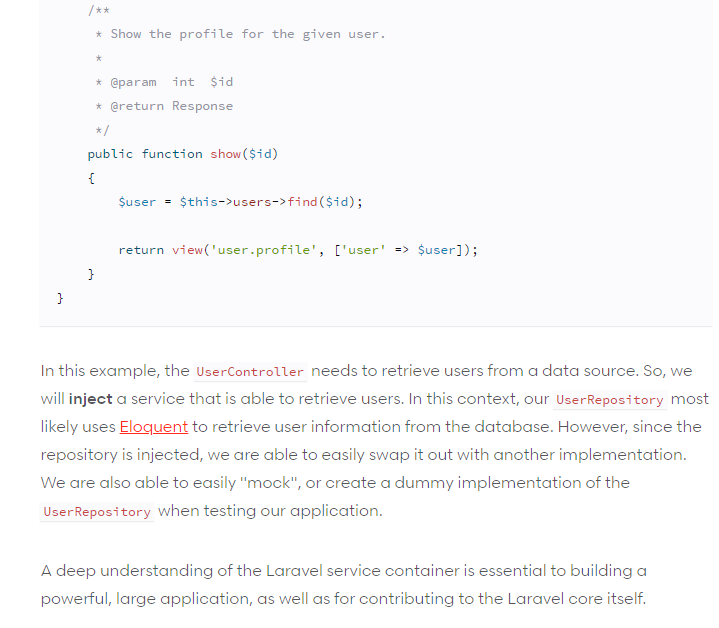 /**
 * Show the profile for the given user.
 *
 * @param  int  $id
 * @return Response
 */
public function show($id)
{
    $user = $this->users->find($id);

    return view('user.profile', ['user' => $user]);
}
}
In this example, the UserController needs to retrieve users from a data source. So, we
will inject a service that is able to retrieve users. In this context, our UserRepository most
likely uses Eloquent to retrieve user information from the database. However, since the
repository is injected, we are able to easily swap it out with another implementation.
We are also able to easily "mock", or create a dummy implementation of the
UserRepository when testing our application.
A deep understanding of the Laravel service container is essential to building a
powerful, large application, as well as for contributing to the Laravel core itself.